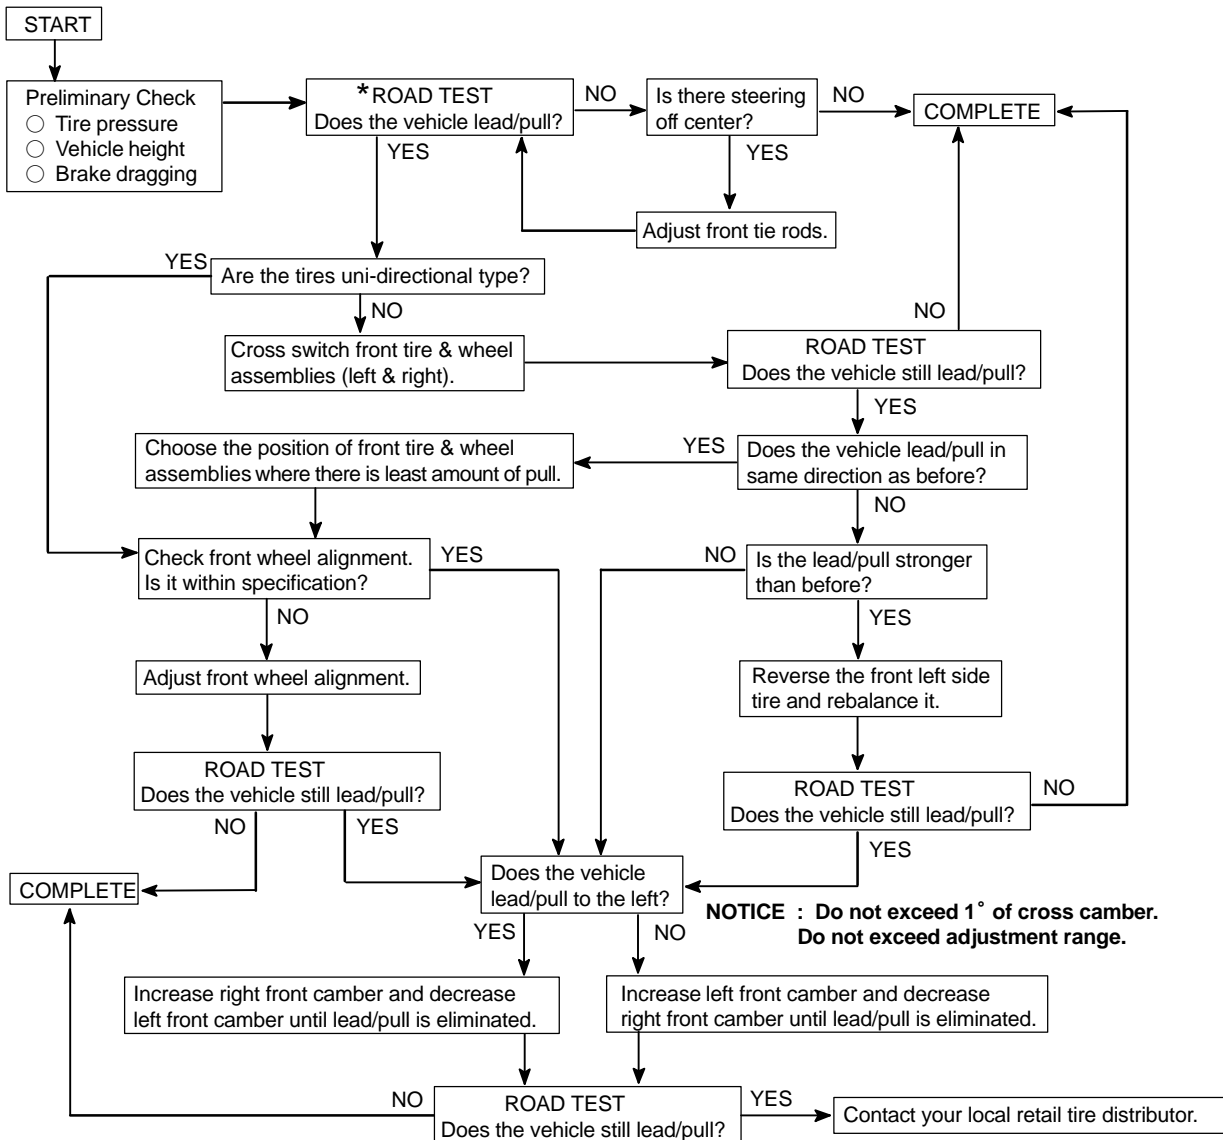 START
Preliminary Check
○ Tire pressure
○ Vehicle height
○ Brake dragging
*ROAD TEST
Does the vehicle lead/pull?
NO
Is there steering
off center?
NO
COMPLETE
YES
YES
Adjust front tie rods.
YES
Are the tires uni-directional type?
NO
NO
Cross switch front tire & wheel
assemblies (left & right).
ROAD TEST
Does the vehicle still lead/pull?
YES
Choose the position of front tire & wheel
assemblies where there is least amount of pull.
YES
Does the vehicle lead/pull in
same direction as before?
NO
Check front wheel alignment.
Is it within specification?
YES
NO
Is the lead/pull stronger
than before?
NO
YES
Adjust front wheel alignment.
Reverse the front left side
tire and rebalance it.
ROAD TEST
Does the vehicle still lead/pull?
ROAD TEST
Does the vehicle still lead/pull?
NO
NO
YES
YES
COMPLETE
Does the vehicle
lead/pull to the left?
NOTICE : Do not exceed 1° of cross camber.
Do not exceed adjustment range.
YES
NO
Increase right front camber and decrease
left front camber until lead/pull is eliminated.
Increase left front camber and decrease
right front camber until lead/pull is eliminated.
NO
ROAD TEST
Does the vehicle still lead/pull?
YES
Contact your local retail tire distributor.